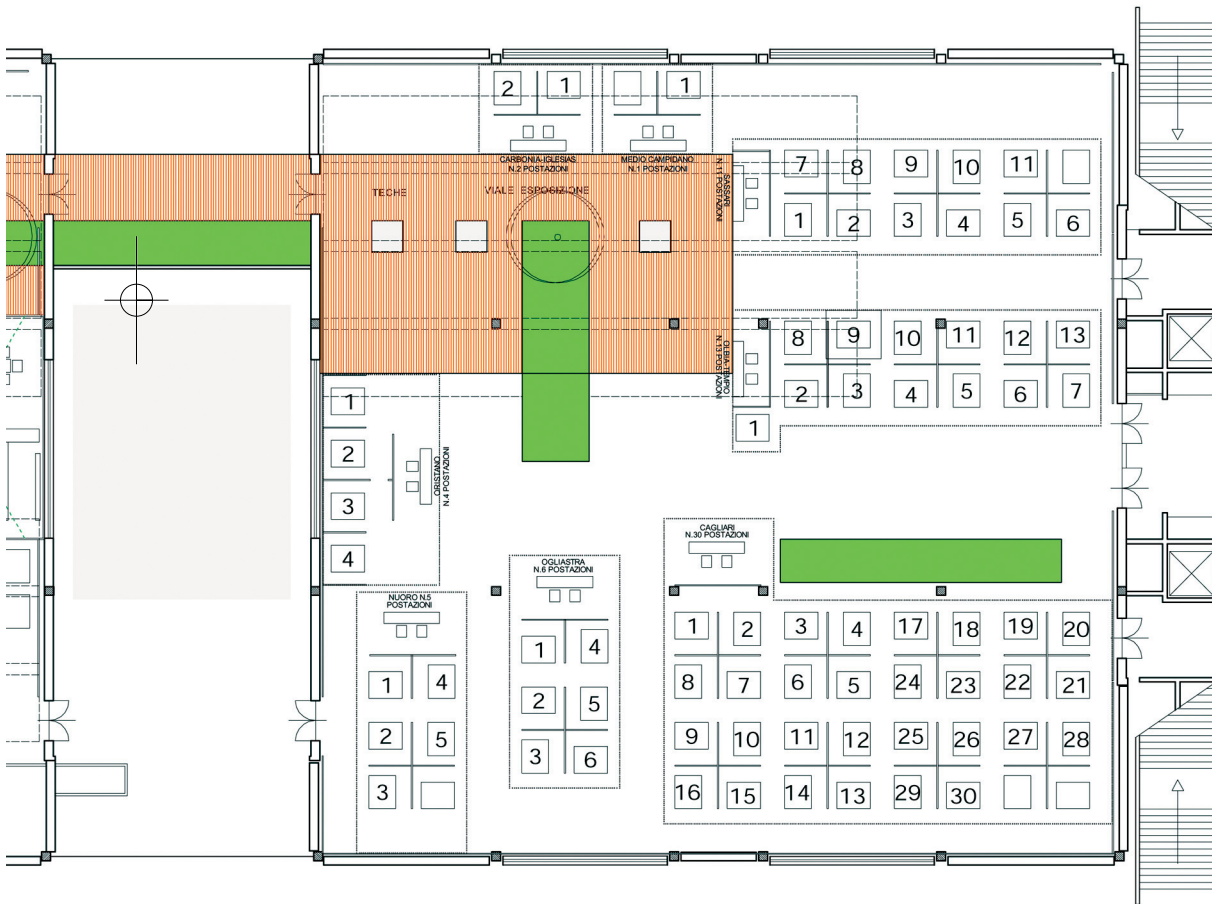 2 1
1
CARBONIA-IGLESIAS
N.2 POSTAZIONI
MEDIO CAMPIDANO
N.1 POSTAZIONI
TECHE
VIALE ESPOSIZIONE
SASSARI
N.11 POSTAZIONI
7 8 9 10 11
1 2 3 4 5 6
OLBIA-TEMPIO
N.13 POSTAZIONI
8 9 10 11 12 13
2 3 4 5 6 7
1
1
2
3
4
ORISTANO
N.4 POSTAZIONI
CAGLIARI
N.30 POSTAZIONI
OGLIASTRA
N.6 POSTAZIONI
NUORO N.5
POSTAZIONI
1 4
2 5
3
1 4
2 5
3 6
1 2 3 4 17 18 19 20
8 7 6 5 24 23 22 21
9 10 11 12 25 26 27 28
16 15 14 13 29 30